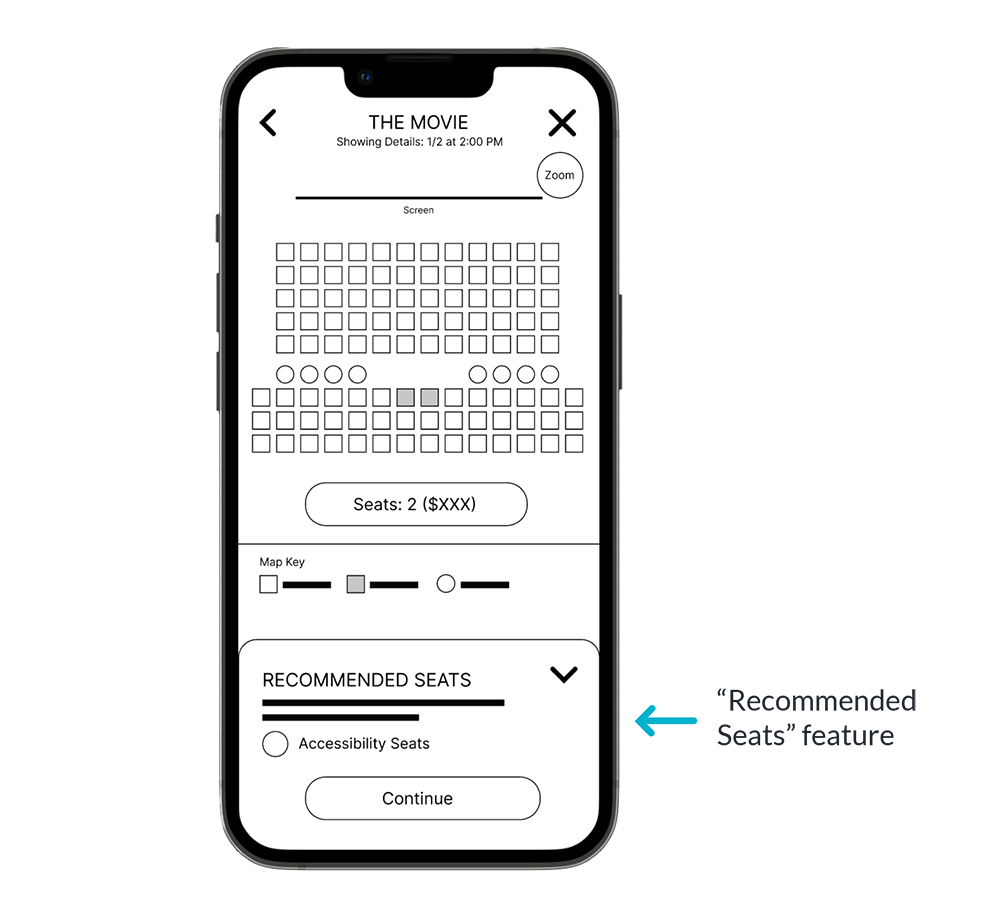 THE MOVIE
Showing Details: 1/2 at 2:00 PM
Zoom
Screen
Seats: 2 ($XXX)
Map Key
RECOMMENDED SEATS
Accessibility Seats
Continue
“Recommended
Seats” feature